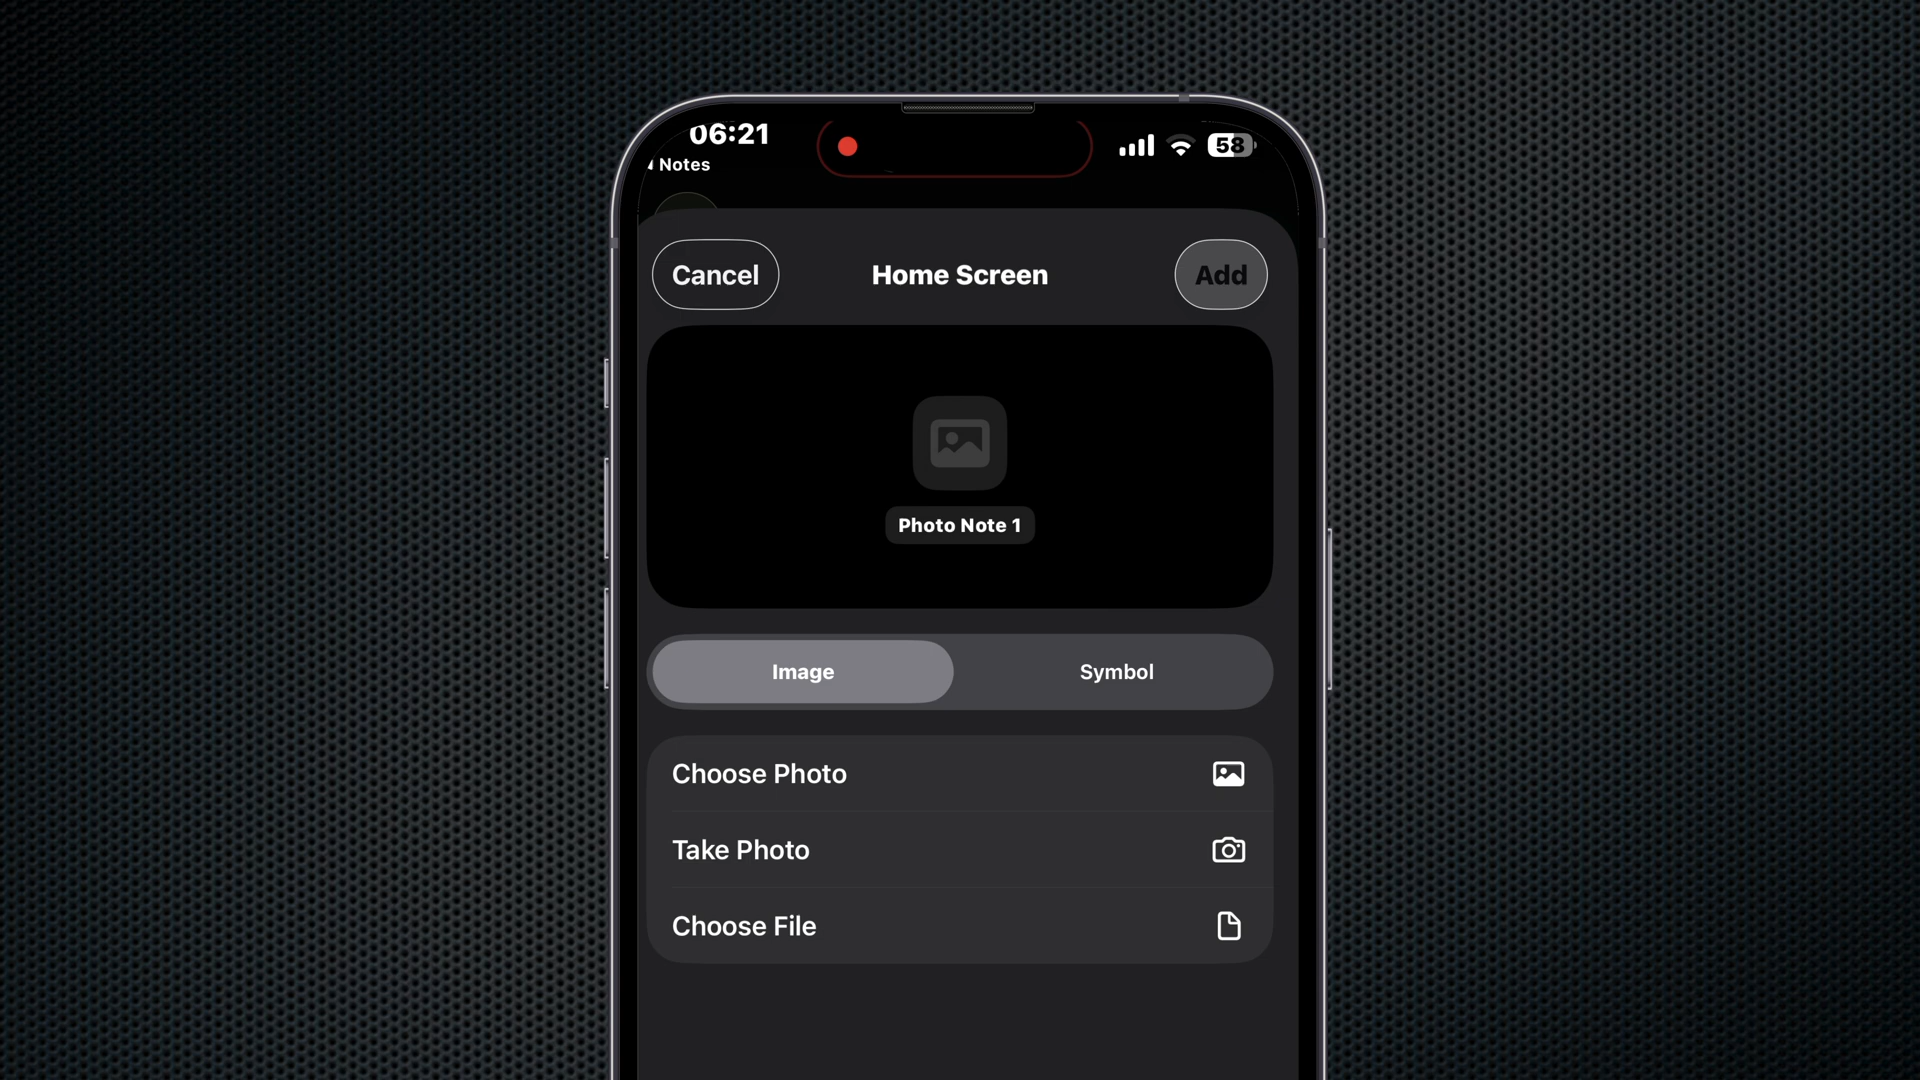 06:21
Notes
58
Cancel
Home Screen
Add
Photo Note 1
Image
Symbol
Choose Photo
Take Photo
Choose File